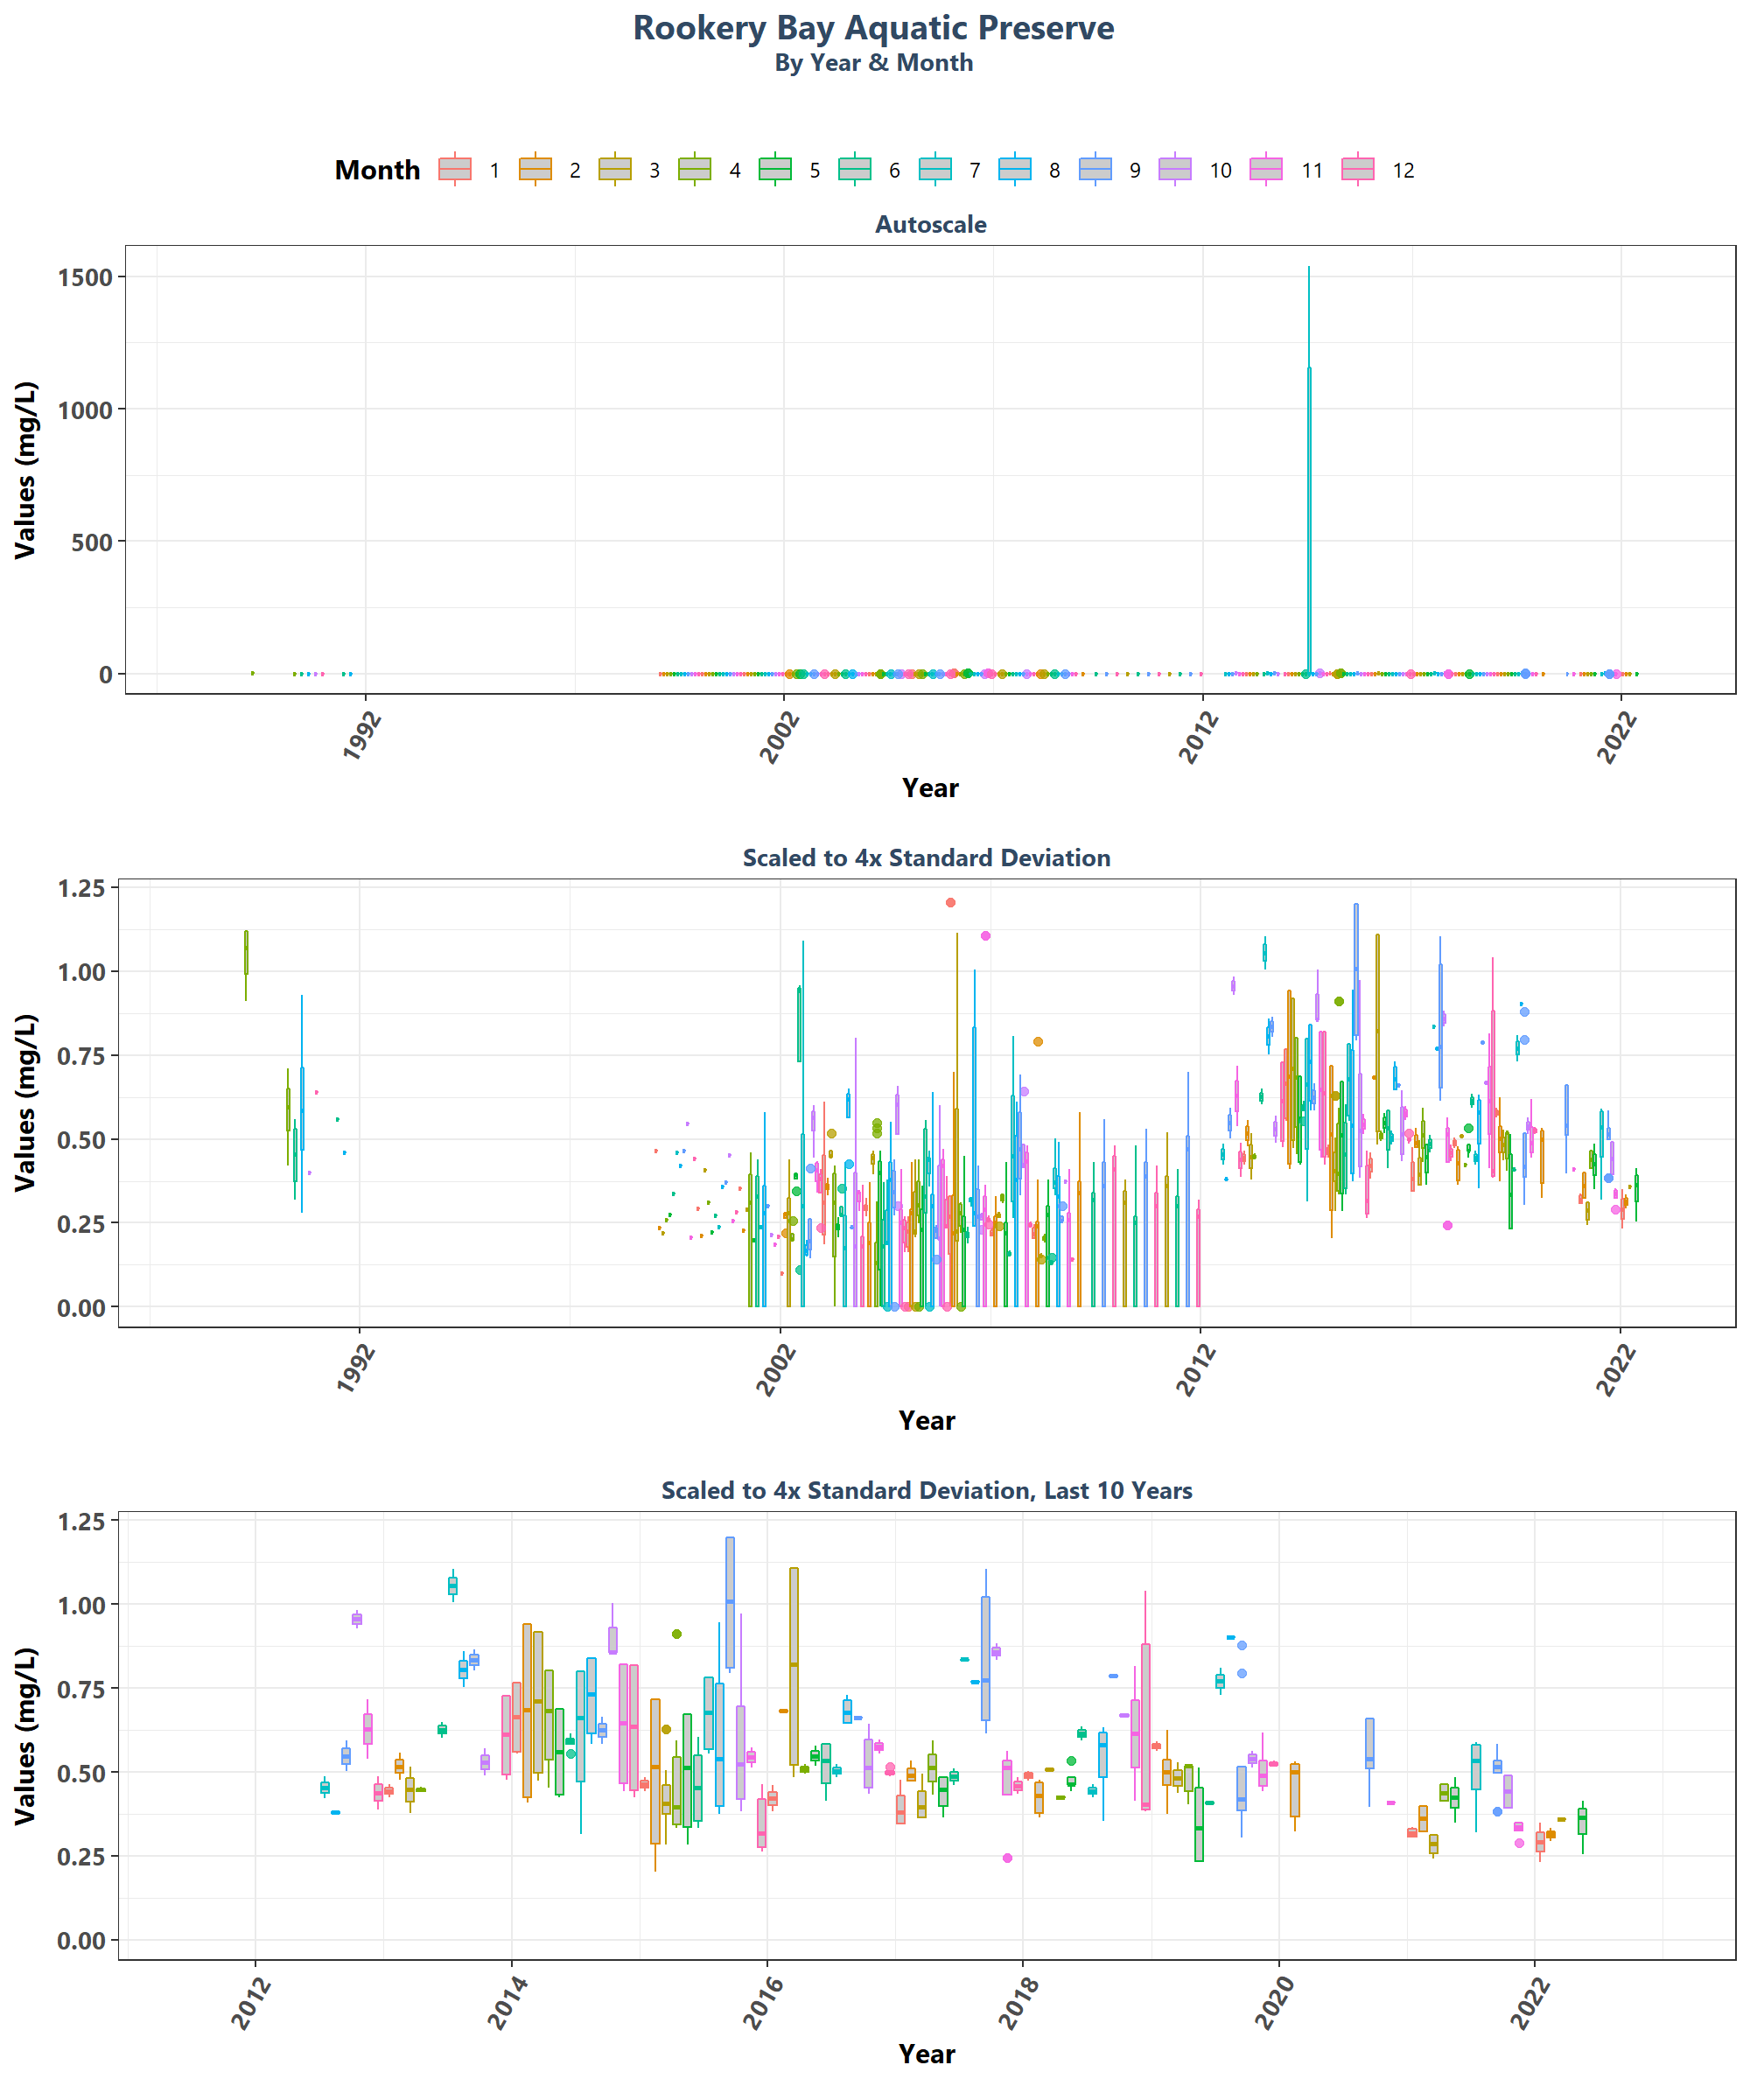 Rookery Bay Aquatic Preserve
By Year & Month
Month 1 2 3 4 5 6 7 8 9 10 11 12
Autoscale
1500
1000
500
0
Values (mg/L)
1992 2002 2012 2022
Year
Scaled to 4x Standard Deviation
1.25
1.00
0.75
0.50
0.25
0.00
Values (mg/L)
1992 2002 2012 2022
Year
Scaled to 4x Standard Deviation, Last 10 Years
1.25
1.00
0.75
0.50
0.25
0.00
Values (mg/L)
2012 2014 2016 2018 2020 2022
Year